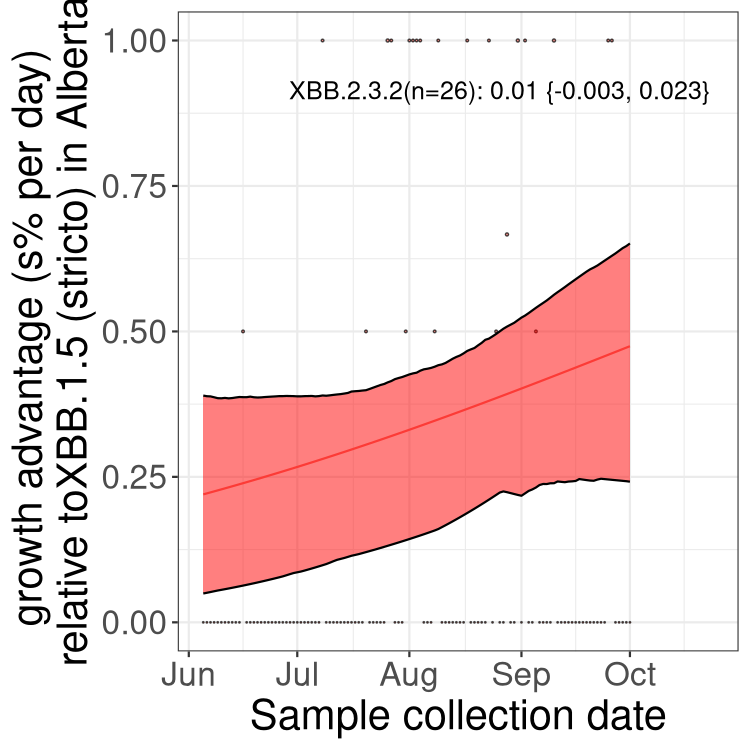 growth advantage (s% per day)
relative toXBB.1.5 (stricto) in Alberta
1.00
0.75
0.50
0.25
0.00
XBB.2.3.2(n=26): 0.01 {-0.003, 0.023}
Jun Jul Aug Sep Oct
Sample collection date